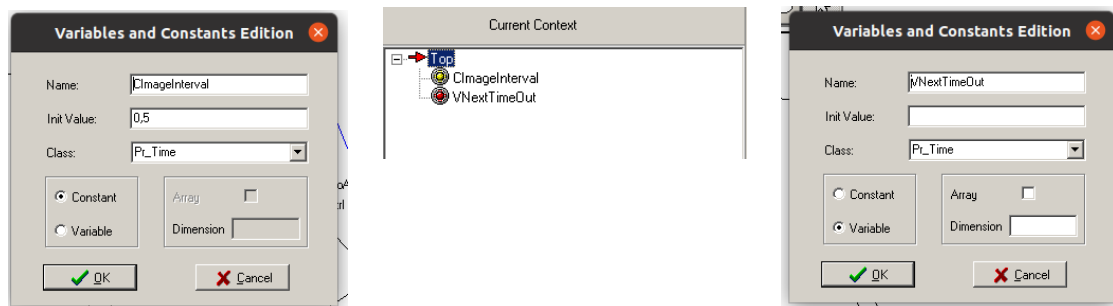 Variables and Constants Edition
Name: CImageInterval
Init Value: 0,5
Class: Pr_Time
Constant
Variable
Array
Dimension
OK
Cancel
Current Context
Top
CImageInterval
VNextTimeOut
Variables and Constants Edition
Name: VNextTimeOut
Init Value:
Class: Pr_Time
Constant
Variable
Array
Dimension
OK
Cancel